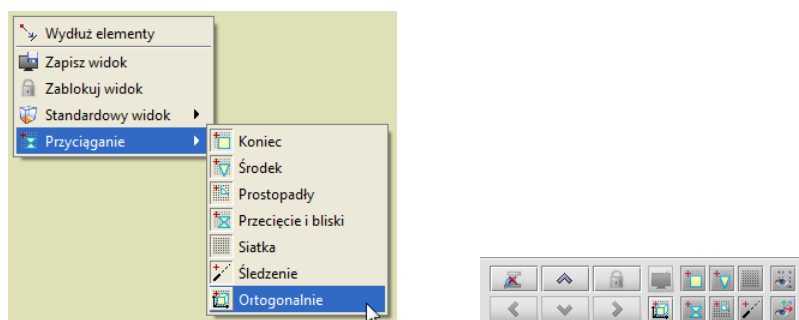 Wydłuż elementy
Zapisz widok
Zablokuj widok
Standardowy widok
Przyciąganie
Koniec
Środek
Prostopadły
Przecięcie i bliski
Siatka
Śledzenie
Ortogonalnie